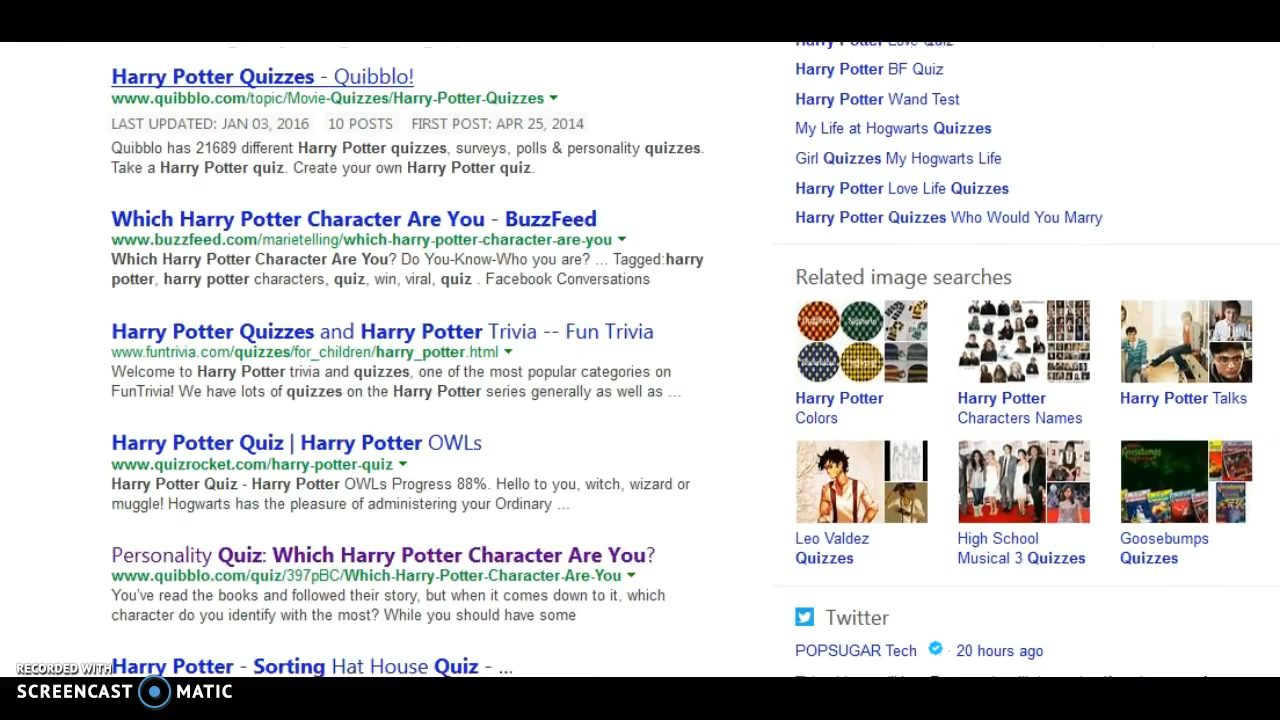 Harry Potter Quizzes - Quibblo!
www.quibblo.com/topic/Movie-Quizzes/Harry-Potter-Quizzes
LAST UPDATED: JAN 03, 2016 10 POSTS FIRST POST: APR 25, 2014
Quibblo has 21689 different Harry Potter quizzes, surveys, polls & personality quizzes.
Take a Harry Potter quiz. Create your own Harry Potter quiz.
Which Harry Potter Character Are You - BuzzFeed
www.buzzfeed.com/marietelling/which-harry-potter-character-are-you
Which Harry Potter Character Are You? Do You-Know-Who you are? ... Tagged:harry
potter, harry potter characters, quiz, win, viral, quiz . Facebook Conversations
Harry Potter Quizzes and Harry Potter Trivia -- Fun Trivia
www.funtrivia.com/quizzes/for_children/harry_potter.html
Welcome to Harry Potter trivia and quizzes, one of the most popular categories on
FunTrivia! We have lots of quizzes on the Harry Potter series generally as well as ...
Harry Potter Quiz | Harry Potter OWLs
www.quizrocket.com/harry-potter-quiz
Harry Potter Quiz - Harry Potter OWLs Progress 88%. Hello to you, witch, wizard or
muggle! Hogwarts has the pleasure of administering your Ordinary ...
Personality Quiz: Which Harry Potter Character Are You?
www.quibblo.com/quiz/397pBC/Which-Harry-Potter-Character-Are-You
You've read the books and followed their story, but when it comes down to it, which
character do you identify with the most? While you should have some
Harry Potter - Sorting Hat House Quiz - ...
Harry Potter Love Quiz
Harry Potter BF Quiz
Harry Potter Wand Test
My Life at Hogwarts Quizzes
Girl Quizzes My Hogwarts Life
Harry Potter Love Life Quizzes
Harry Potter Quizzes Who Would You Marry
Related image searches
Harry Potter
Colors
Harry Potter
Characters Names
Harry Potter Talks
Leo Valdez
Quizzes
High School
Musical 3 Quizzes
Goosebumps
Quizzes
Twitter
POPSUGAR Tech · 20 hours ago
RECORDED WITH
SCREENCAST MATIC